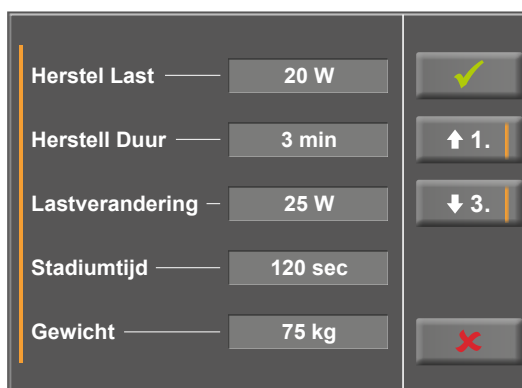 Herstel Last 20 W
Herstell Duur 3 min
Lastverandering 25 W
Stadiumtijd 120 sec
Gewicht 75 kg
1.
3.